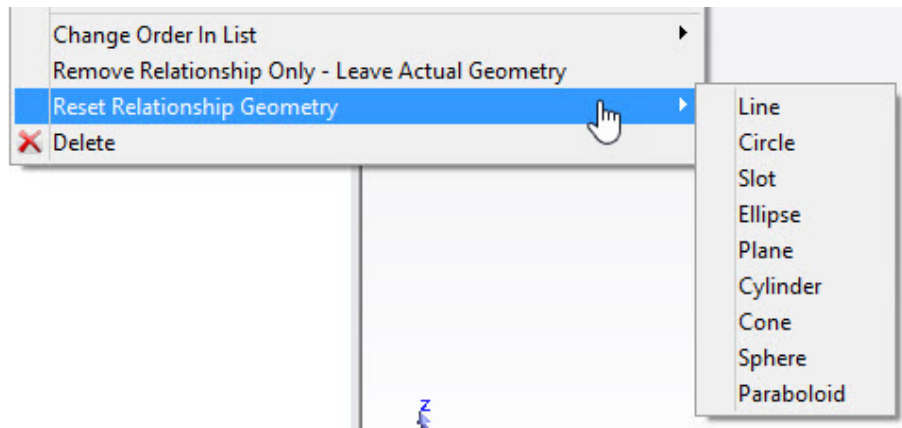 Change Order In List
Remove Relationship Only - Leave Actual Geometry
Reset Relationship Geometry
Delete
Line
Circle
Slot
Ellipse
Plane
Cylinder
Cone
Sphere
Paraboloid
z